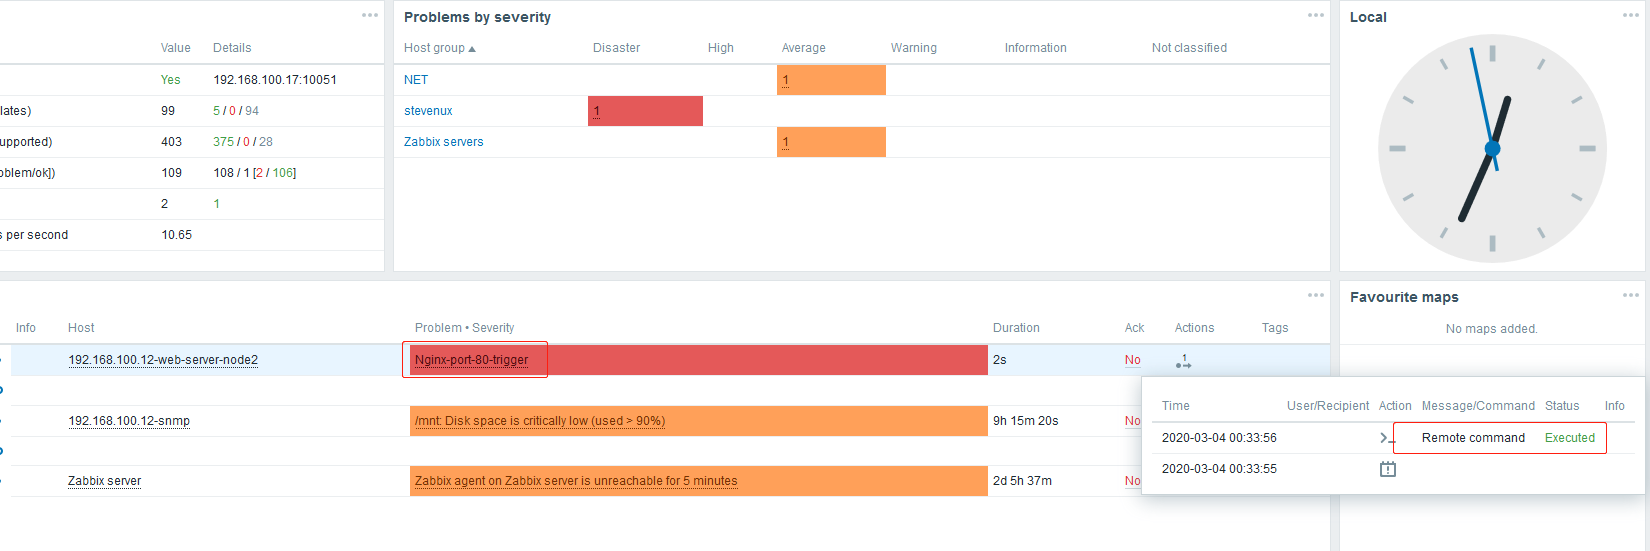 Problems by severity
Local
Value Details
Host group Disaster High Average Warning Information Not classified
Yes 192.168.100.17:10051
NET 1
lates) 99 5 / 0 / 94
stevenux 1
upported) 403 375 / 0 / 28
Zabbix servers 1
oblem/ok]) 109 108 / 1 [2 / 106]
2 1
s per second 10.65
Favourite maps
Info Host Problem • Severity Duration Ack Actions Tags
No maps added.
192.168.100.12-web-server-node2 Nginx-port-80-trigger 2s No 1
Time User/Recipient Action Message/Command Status Info
192.168.100.12-snmp /mnt: Disk space is critically low (used > 90%) 9h 15m 20s No
2020-03-04 00:33:56 Remote command Executed
2020-03-04 00:33:55
Zabbix server Zabbix agent on Zabbix server is unreachable for 5 minutes 2d 5h 37m No